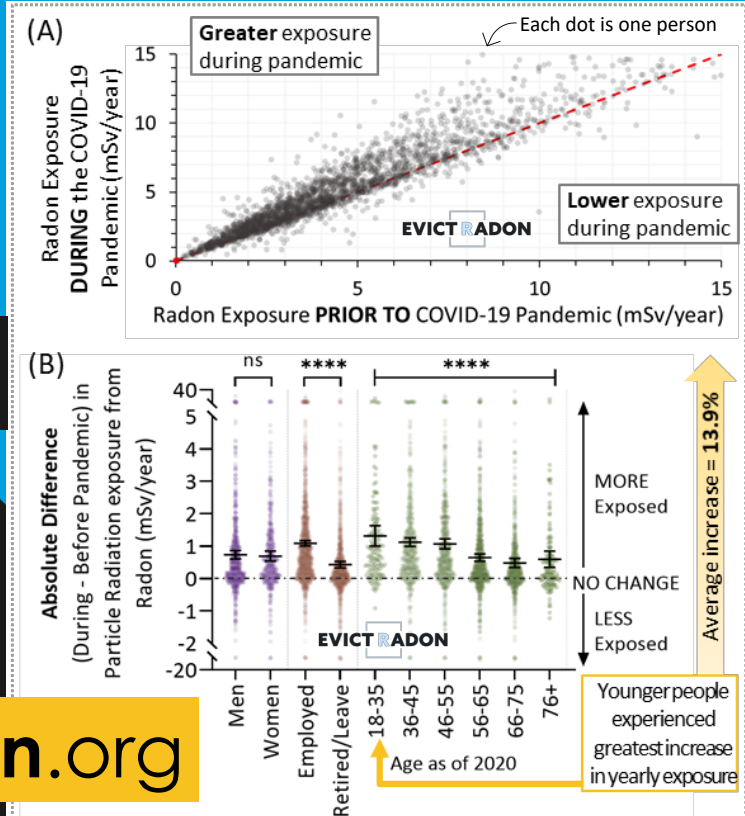 (A)
Greater exposure
during pandemic
Each dot is one person
Radon Exposure
DURING the COVID-19
Pandemic (mSv/year)
15
10
5
0
Lower exposure
during pandemic
EVICT RADON
0 5 10 15
Radon Exposure PRIOR TO COVID-19 Pandemic (mSv/year)
(B)
ns **** ****
Absolute Difference
(During - Before Pandemic) in
Particle Radiation exposure from
Radon (mSv/year)
40
5
4
3
2
1
0
-1
-2
-20
MORE
Exposed
NO CHANGE
LESS
Exposed
EVICT RADON
Average increase = 13.9%
Men
Women
Employed
Retired/Leave
18-35
36-45
46-55
56-65
66-75
76+
Age as of 2020
Younger people
experienced
greatest increase
in yearly exposure
n.org